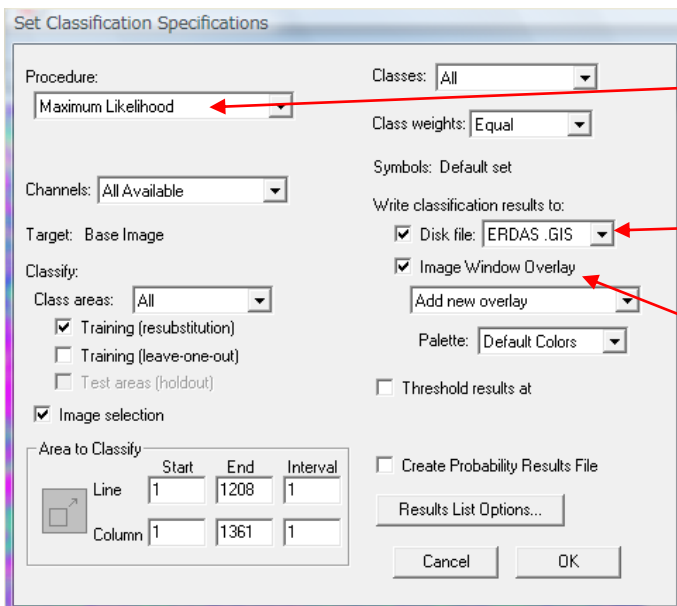 Set Classification Specifications
Procedure:
Maximum Likelihood
Channels: All Available
Target: Base Image
Classify:
Class areas: All
Training (resubstitution)
Training (leave-one-out)
Test areas (holdout)
Image selection
Area to Classify
Start End Interval
Line 1 1208 1
Column 1 1361 1
Classes: All
Class weights: Equal
Symbols: Default set
Write classification results to:
Disk file: ERDAS .GIS
Image Window Overlay
Add new overlay
Palette: Default Colors
Threshold results at
Create Probability Results File
Results List Options...
Cancel OK